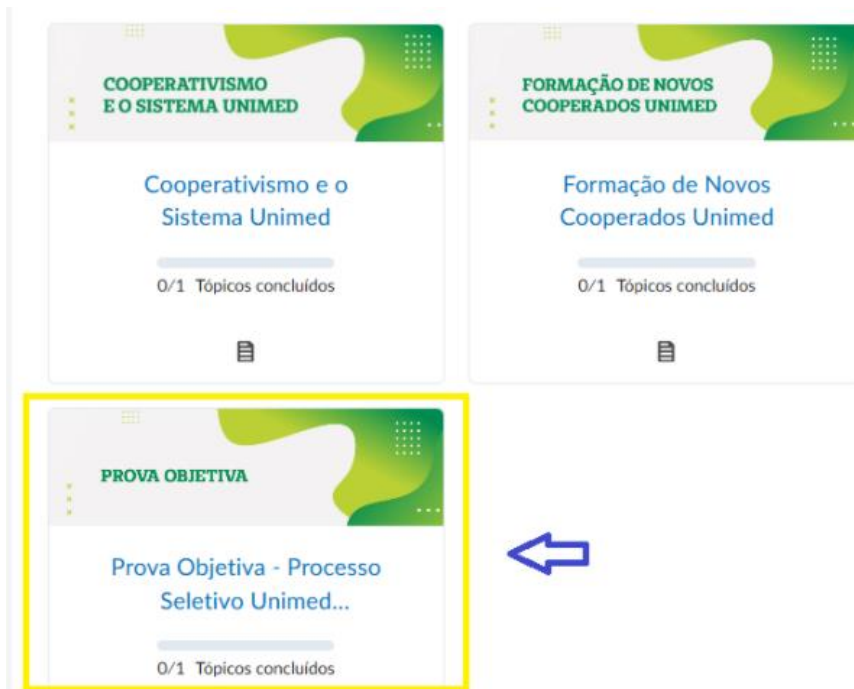 COOPERATIVISMO
E O SISTEMA UNIMED
Cooperativismo e o
Sistema Unimed
0/1 Tópicos concluídos
FORMAÇÃO DE NOVOS
COOPERADOS UNIMED
Formação de Novos
Cooperados Unimed
0/1 Tópicos concluídos
PROVA OBJETIVA
Prova Objetiva - Processo
Seletivo Unimed...
0/1 Tópicos concluídos